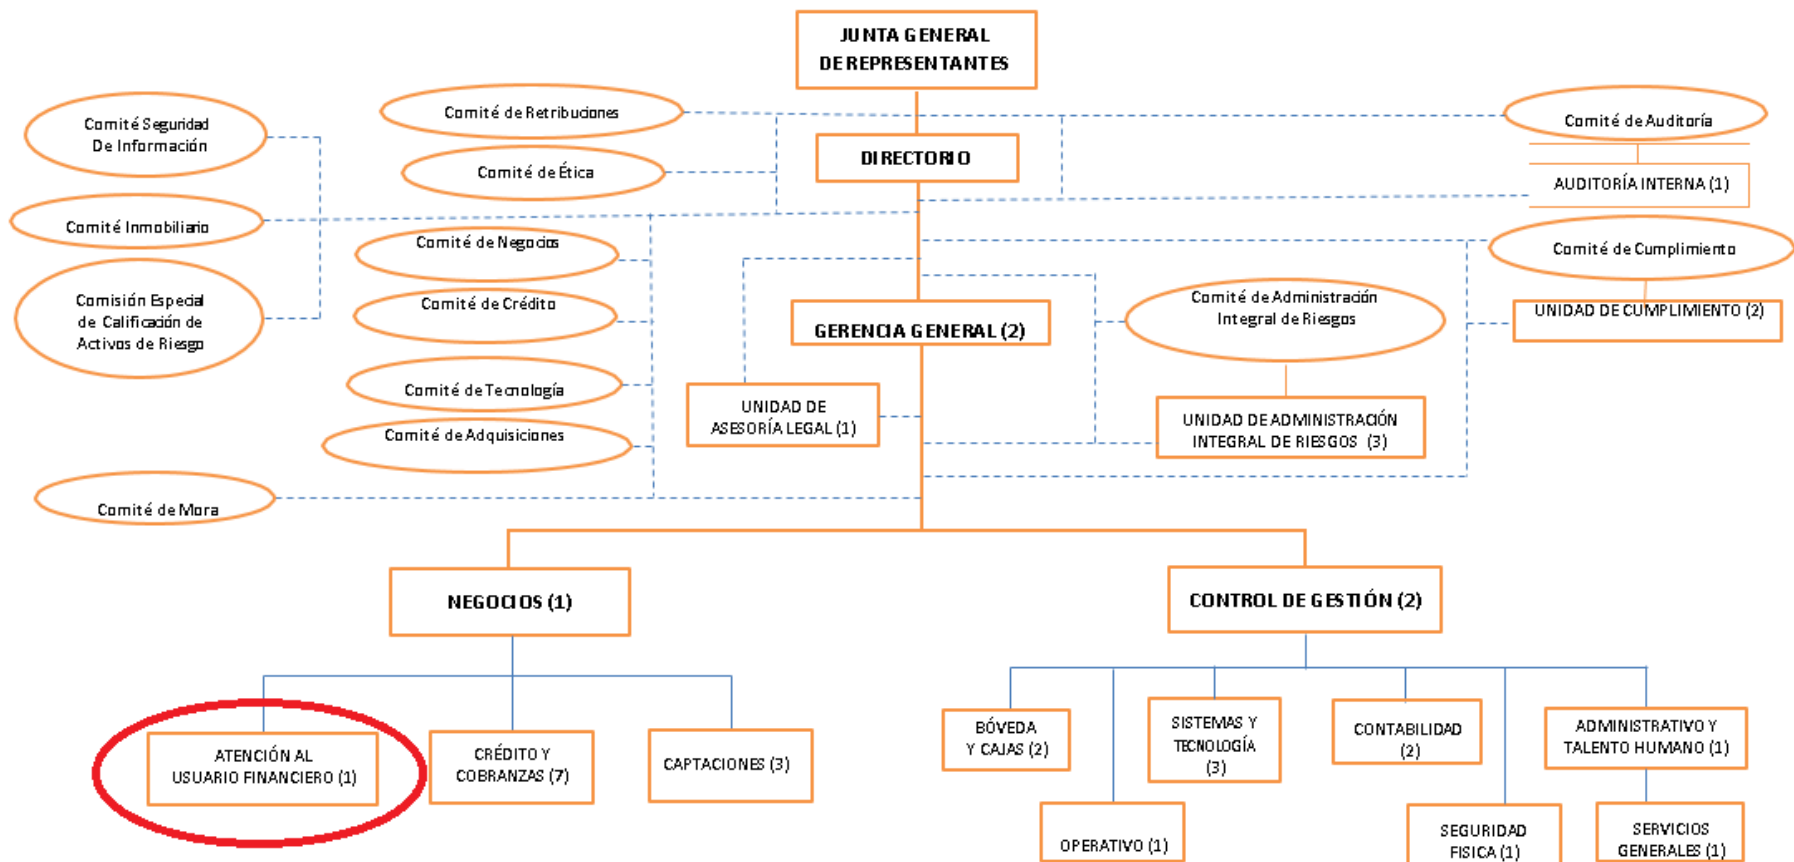 JUNTA GENERAL
DE REPRESENTANTES
Comité Seguridad
De Información
Comité de Retribuciones
Comité de Auditoría
DIRECTORIO
Comité de Ética
AUDITORÍA INTERNA (1)
Comité Inmobiliario
Comité de Negocios
Comité de Cumplimiento
Comisión Especial
de Calificación de
Activos de Riesgo
Comité de Crédito
GERENCIA GENERAL (2)
Comité de Administración
Integral de Riesgos
UNIDAD DE CUMPLIMIENTO (2)
Comité de Tecnología
UNIDAD DE
ASESORÍA LEGAL (1)
UNIDAD DE ADMINISTRACIÓN
INTEGRAL DE RIESGOS (3)
Comité de Adquisiciones
Comité de Mora
NEGOCIOS (1)
CONTROL DE GESTIÓN (2)
ATENCIÓN AL
USUARIO FINANCIERO (1)
CRÉDITO Y
COBRANZAS (7)
CAPTACIONES (3)
BÓVEDA
Y CAJAS (2)
SISTEMAS Y
TECNOLOGÍA
(3)
CONTABILIDAD
(2)
ADMINISTRATIVO Y
TALENTO HUMANO (1)
OPERATIVO (1)
SEGURIDAD
FISICA (1)
SERVICIOS
GENERALES (1)